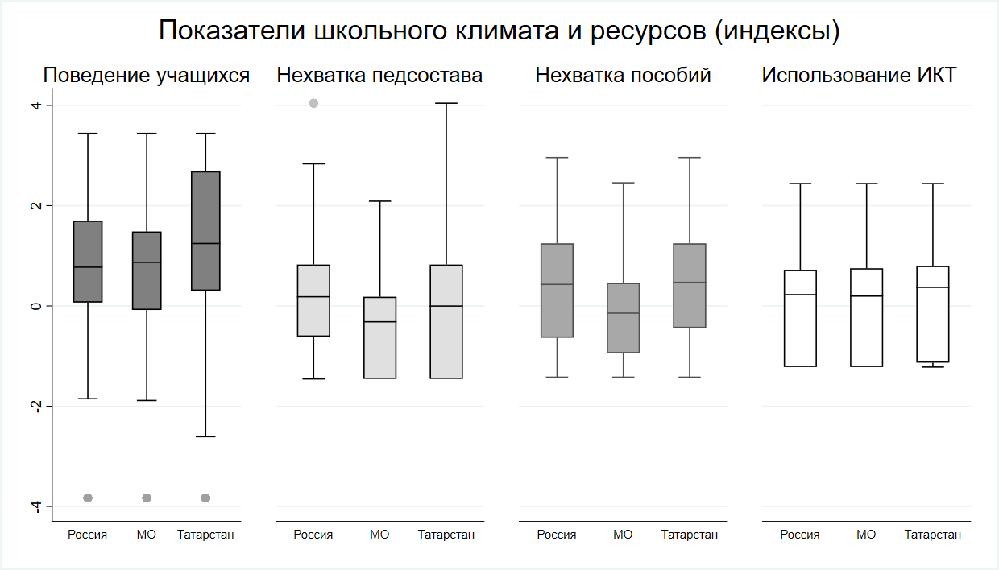 Показатели школьного климата и ресурсов (индексы)
Поведение учащихся
Нехватка педсостава
Нехватка пособий
Использование ИКТ
4
2
0
-2
-4
Россия МО Татарстан
Россия МО Татарстан
Россия МО Татарстан
Россия МО Татарстан